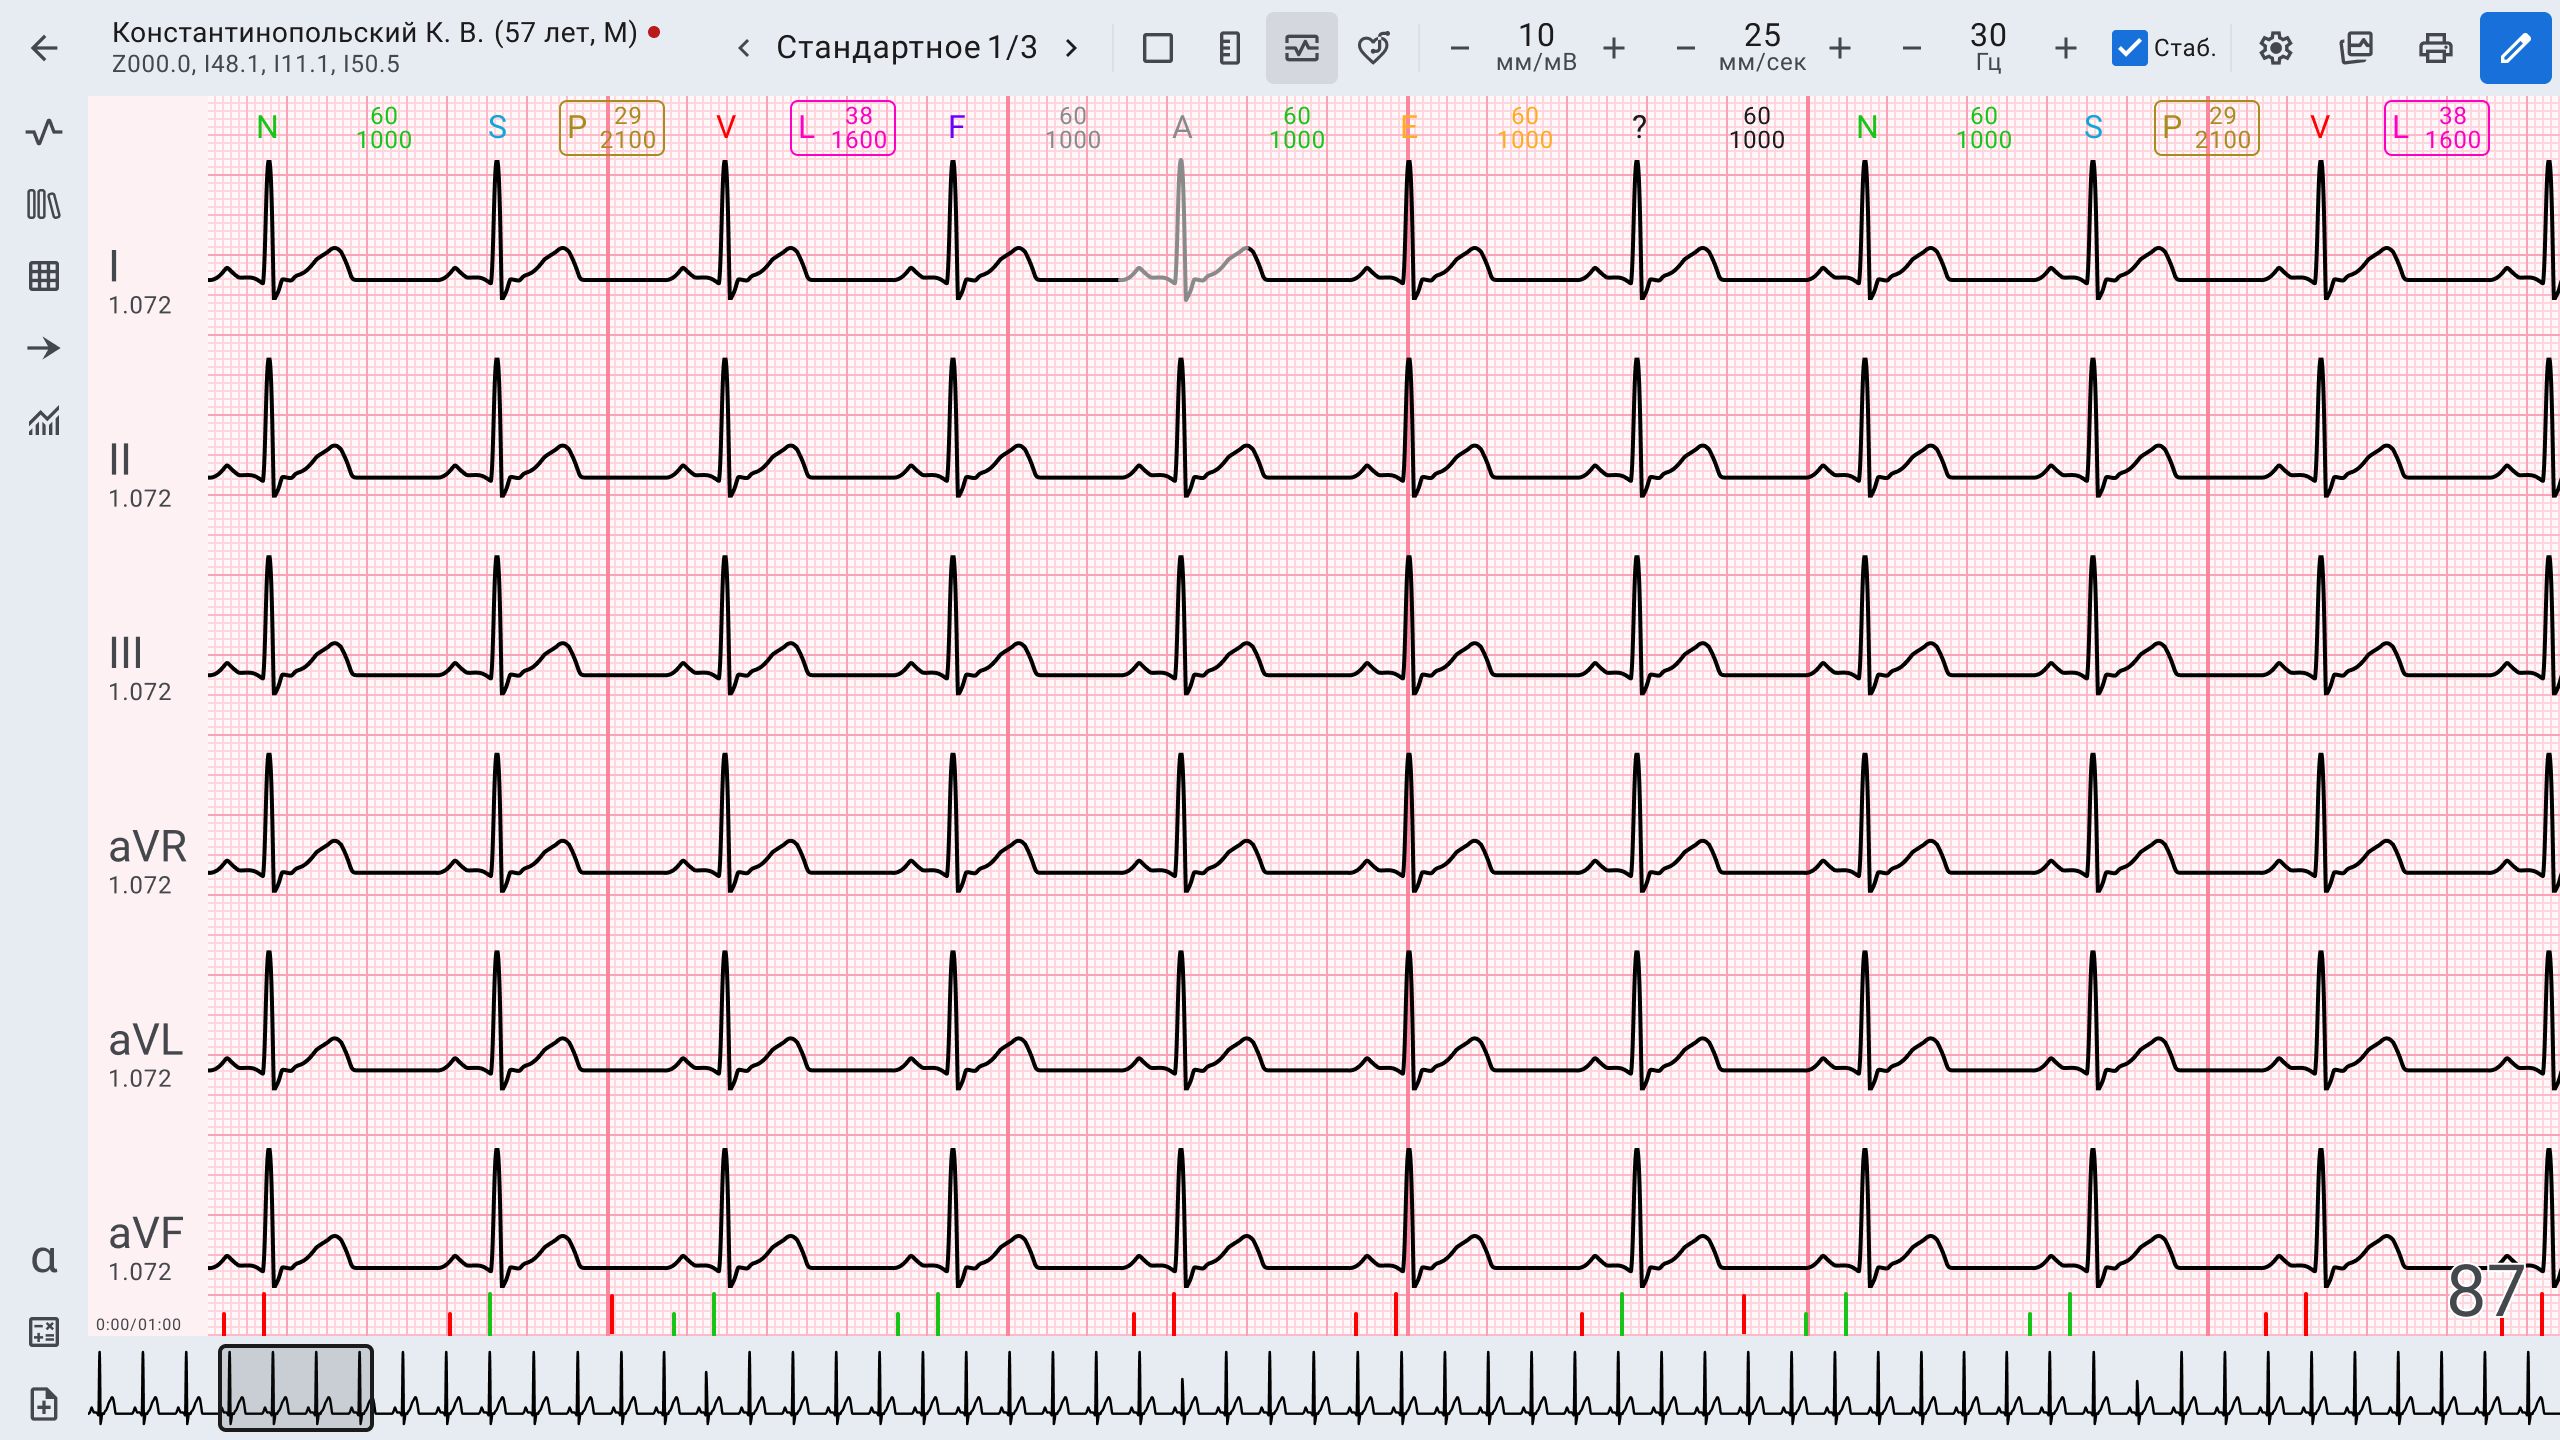 Константинопольский К. В. (57 лет, М)
Z000.0, I48.1, I11.1, I50.5
Стандартное 1/3
10
мм/мВ
25
мм/сек
30
Гц
Стаб.
N 60 S P 29 V L 38 F 60 A 60 E 60 ? 60 N 60 S P 29 V L 38
1000 2100 1600 1000 1000 1000 1000 1000 2100 1600
I
1.072
II
1.072
III
1.072
aVR
1.072
aVL
1.072
aVF
1.072
87
0:00/01:00
α